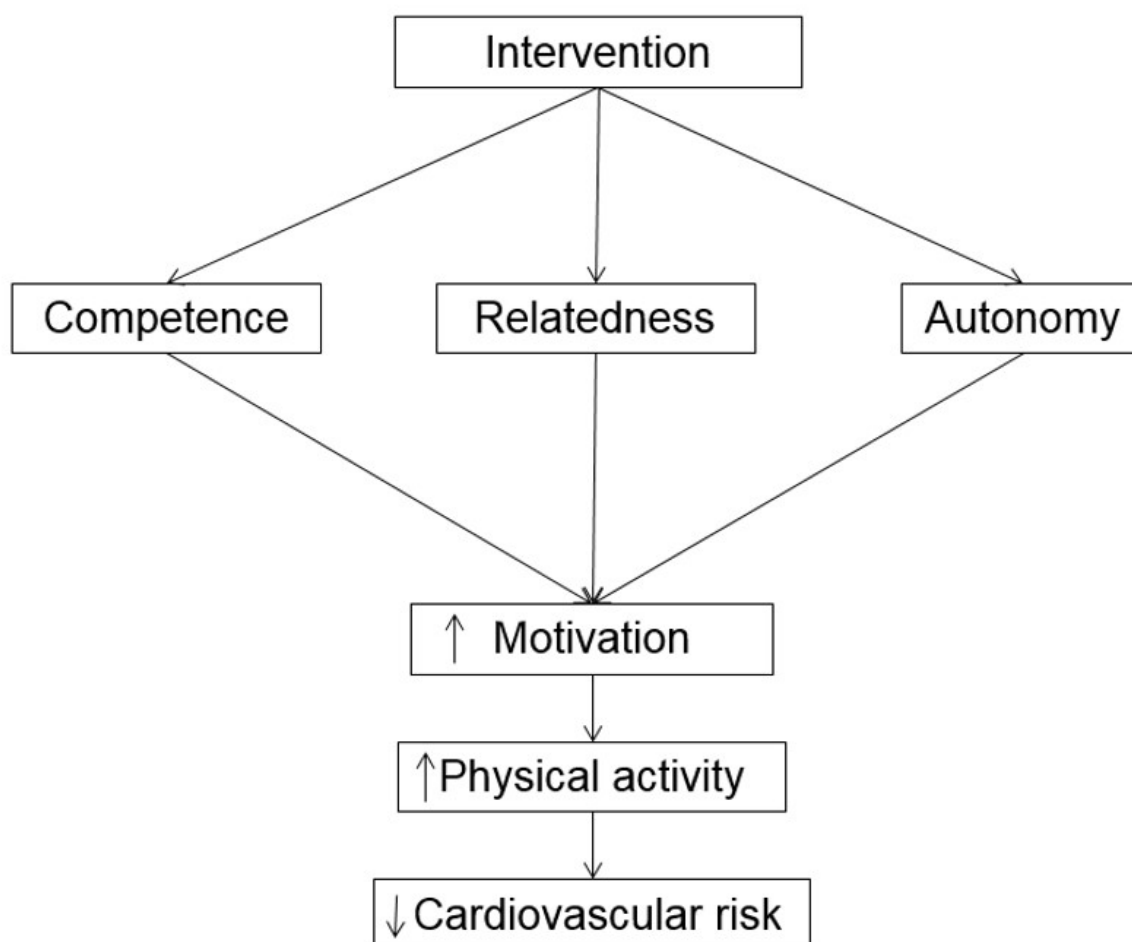 Intervention
Competence
Relatedness
Autonomy
↑ Motivation
↑ Physical activity
↓ Cardiovascular risk